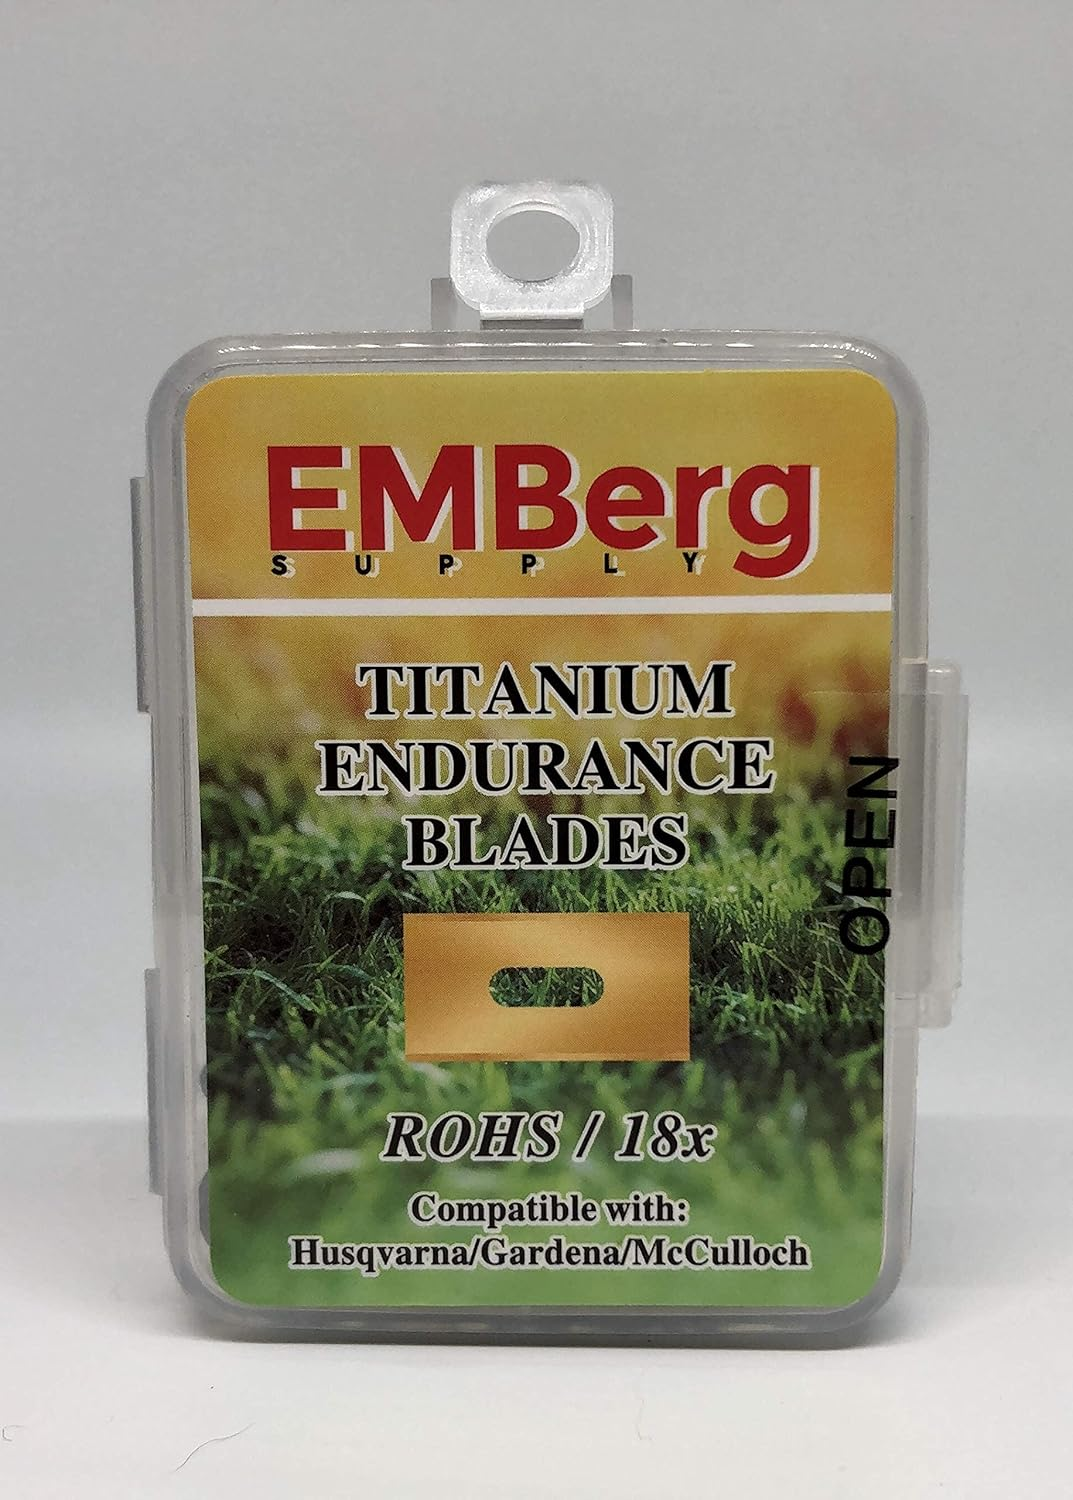 EMBerg
SUPPLY
TITANIUM
ENDURANCE
BLADES
OPEN
ROHS / 18x
Compatible with:
Husqvarna/Gardena/McCulloch